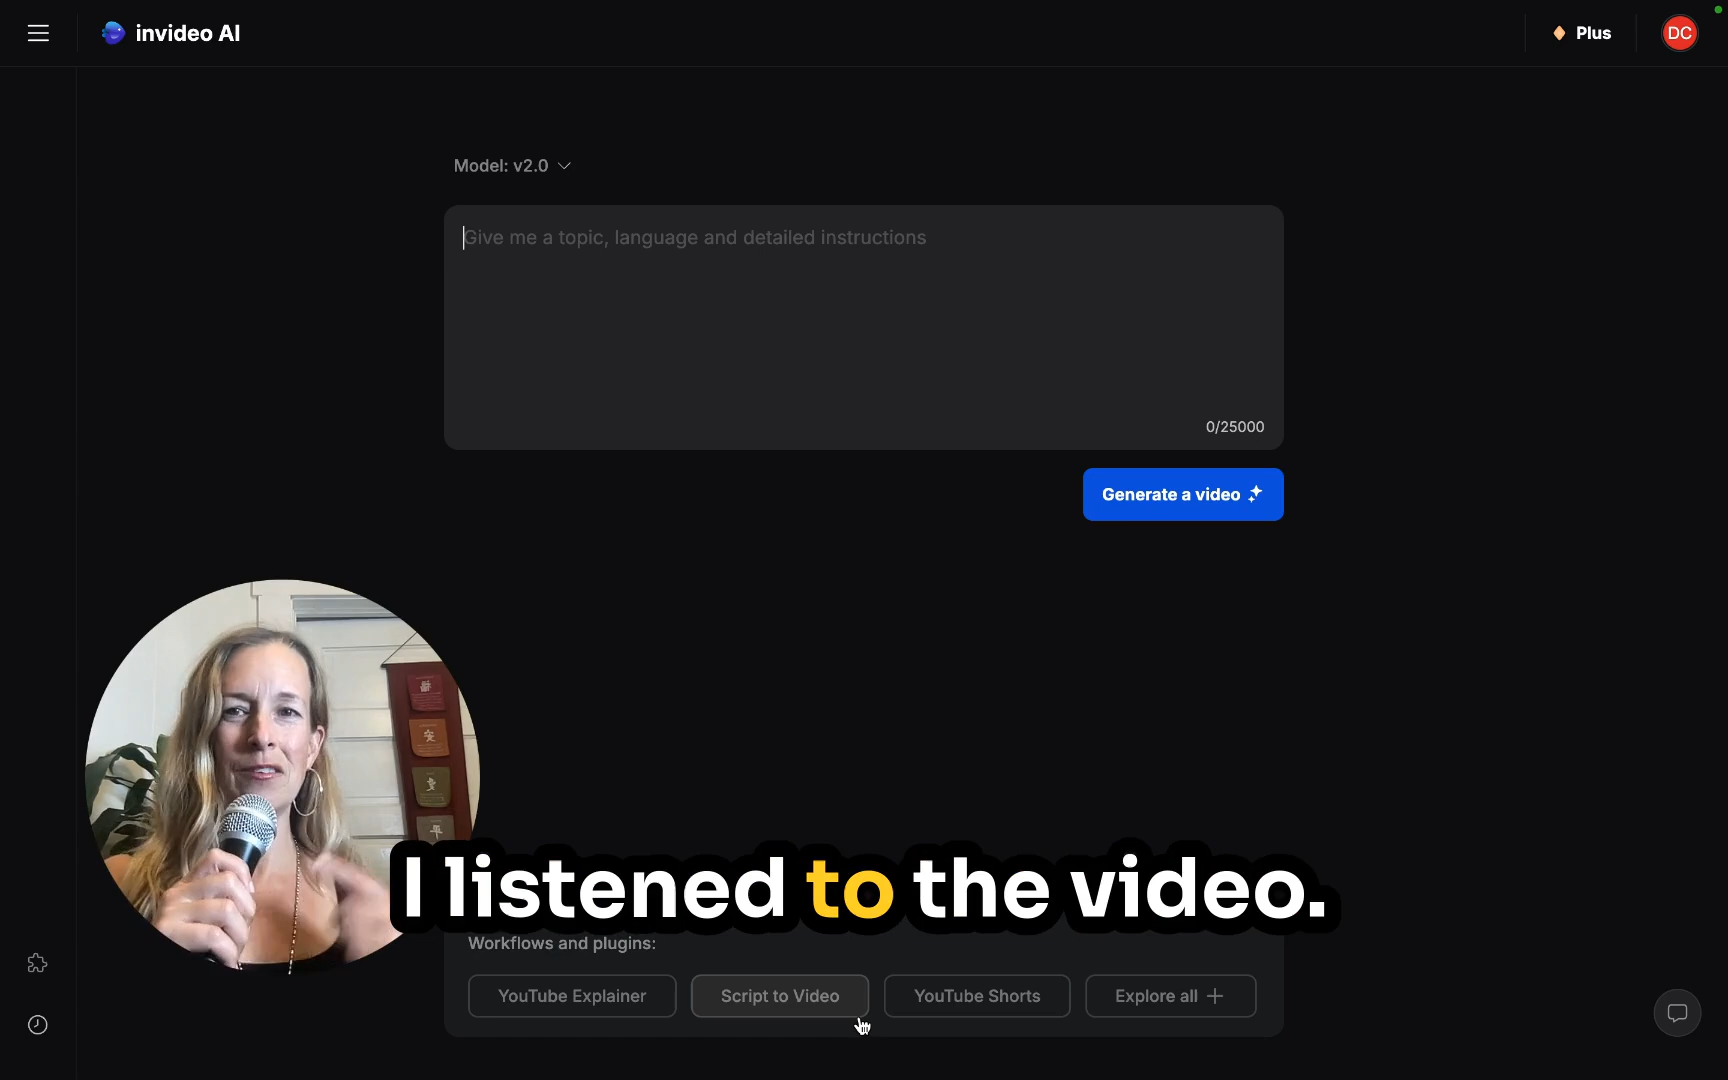 invideo AI
Plus
DC
Model: v2.0
Give me a topic, language and detailed instructions
0/25000
Generate a video
I listened to the video.
Workflows and plugins:
YouTube Explainer
Script to Video
YouTube Shorts
Explore all